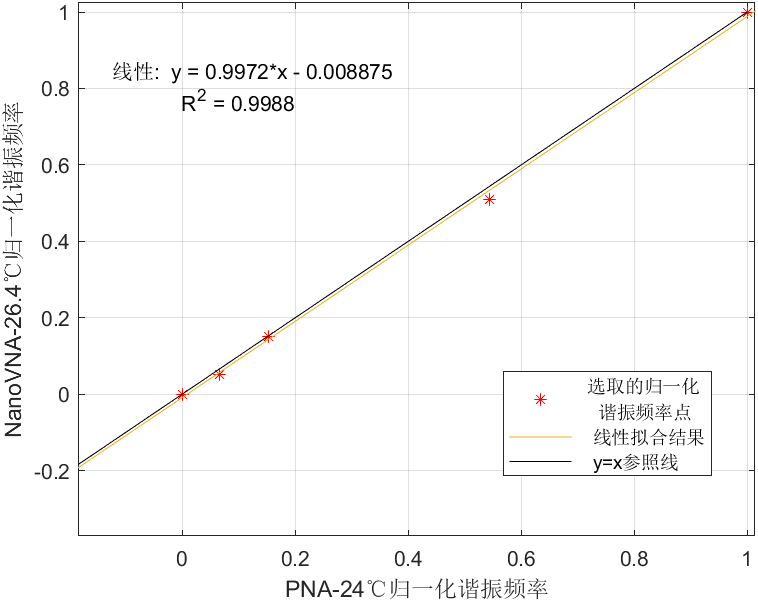 线性: y = 0.9972*x - 0.008875
R² = 0.9988
1
0.8
0.6
0.4
0.2
0
-0.2
NanoVNA-26.4℃归一化谐振频率
选取的归一化
谐振频率点
线性拟合结果
y=x参照线
0
0.2
0.4
0.6
0.8
1
PNA-24℃归一化谐振频率